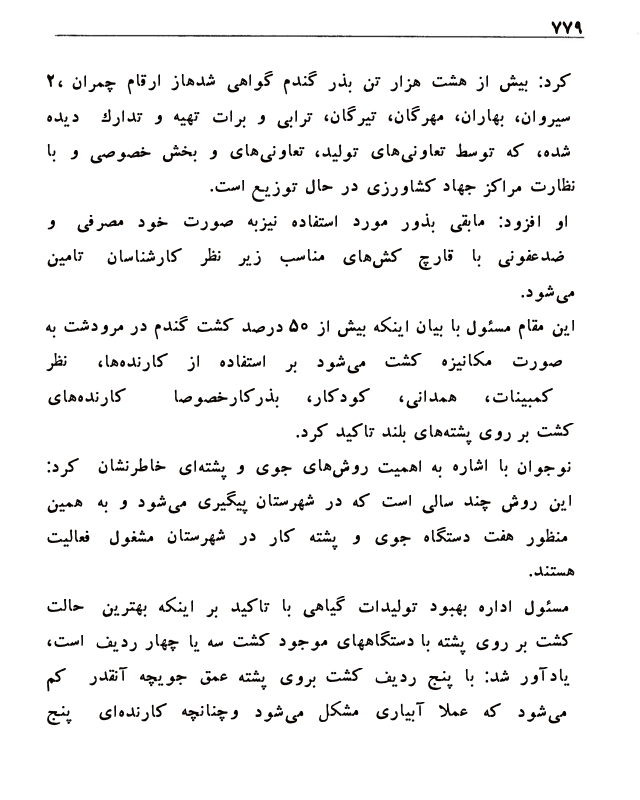 ۷۷۹
کرد: بیش از هشت هزار تن بذر گندم گواهی شدهاز ارقام چمران ،۲
سیروان، بهاران، مهرگان، تیرگان، ترابی و برات تهیه و تدارك دیده
شده، که توسط تعاونی‌های تولید، تعاونی‌های و بخش خصوصی و با
نظارت مراکز جهاد کشاورزی در حال توزیع است.
او افزود: مابقی بذور مورد استفاده نیزبه صورت خود مصرفی و
ضدعفونی با قارچ کش‌های مناسب زیر نظر کارشناسان تامین
می‌شود.
این مقام مسئول با بیان اینکه بیش از ۵۰ درصد کشت گندم در مرودشت به
صورت مکانیزه کشت می‌شود بر استفاده از کارنده‌ها، نظر
کمبینات، همدانی، کودکار، بذرکارخصوصا کارنده‌های
کشت بر روی پشته‌های بلند تاکید کرد.
نوجوان با اشاره به اهمیت روش‌های جوی و پشته‌ای خاطرنشان کرد:
این روش چند سالی است که در شهرستان پیگیری می‌شود و به همین
منظور هفت دستگاه جوی و پشته کار در شهرستان مشغول فعالیت
هستند.
مسئول اداره بهبود تولیدات گیاهی با تاکید بر اینکه بهترین حالت
کشت بر روی پشته با دستگاههای موجود کشت سه یا چهار ردیف است،
یادآور شد: با پنج ردیف کشت بروی پشته عمق جویچه آنقدر کم
می‌شود که عملا آبیاری مشکل می‌شود وچنانچه کارنده‌ای پنج